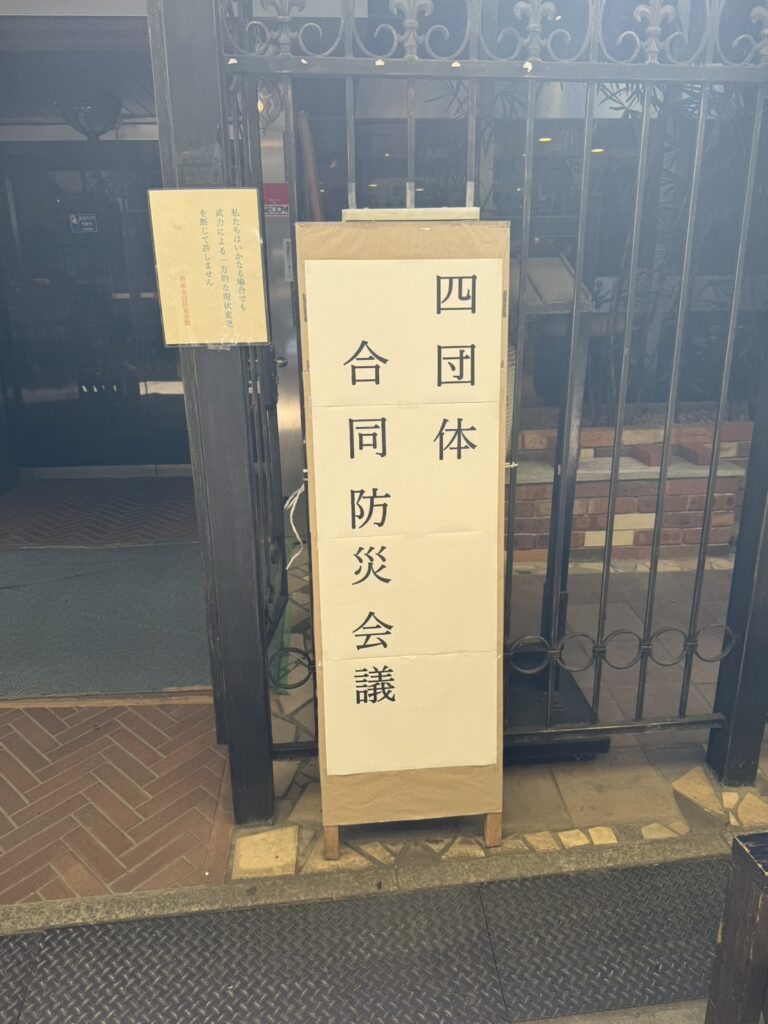 四団体
合同防災会議
私たちはいかなる場合でも
武力による一方的な現状変更
を断じて許しません
ECOM